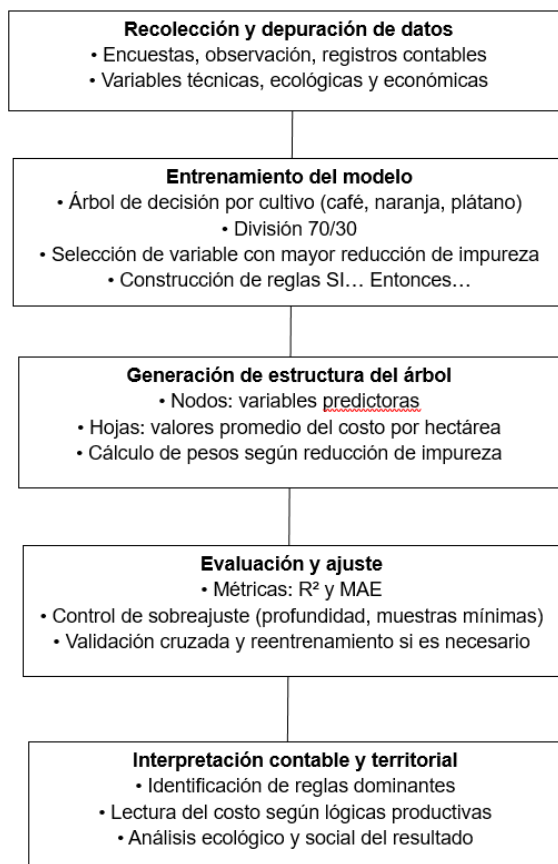 Recolección y depuración de datos
• Encuestas, observación, registros contables
• Variables técnicas, ecológicas y económicas
Entrenamiento del modelo
• Árbol de decisión por cultivo (café, naranja, plátano)
• División 70/30
• Selección de variable con mayor reducción de impureza
• Construcción de reglas SI… Entonces…
Generación de estructura del árbol
• Nodos: variables predictoras
• Hojas: valores promedio del costo por hectárea
• Cálculo de pesos según reducción de impureza
Evaluación y ajuste
• Métricas: R² y MAE
• Control de sobreajuste (profundidad, muestras mínimas)
• Validación cruzada y reentrenamiento si es necesario
Interpretación contable y territorial
• Identificación de reglas dominantes
• Lectura del costo según lógicas productivas
• Análisis ecológico y social del resultado